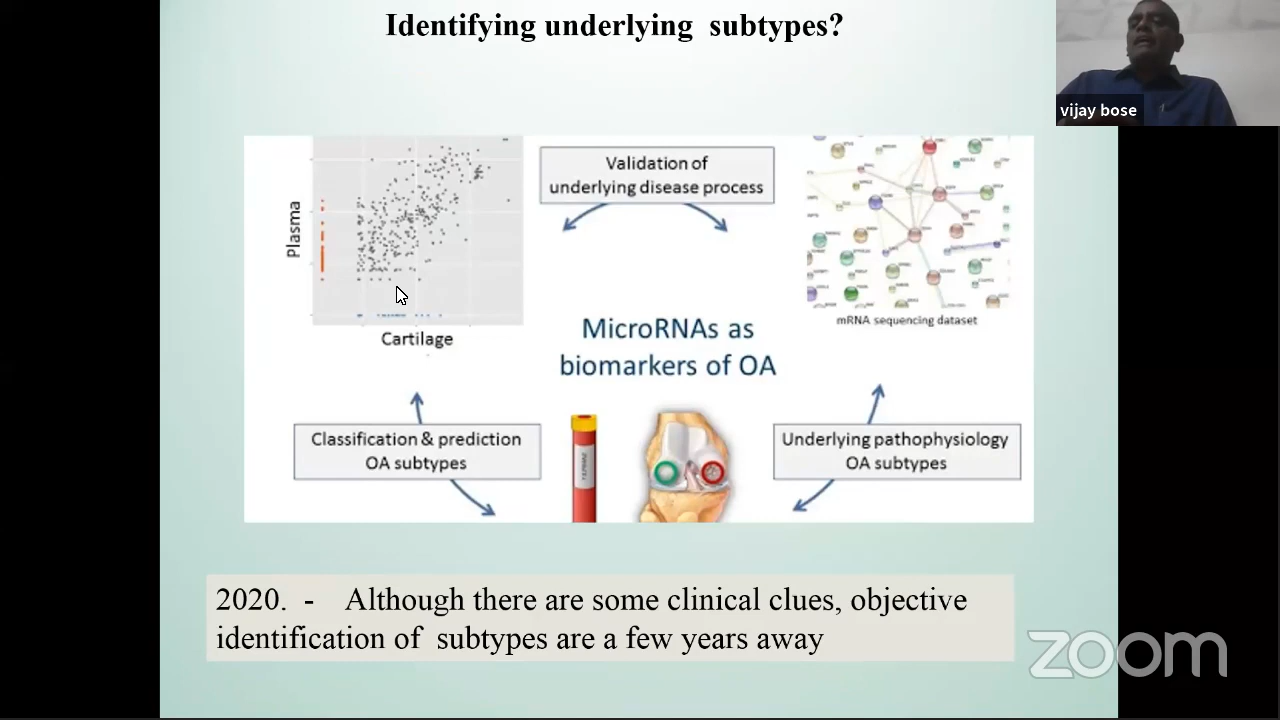 Identifying underlying subtypes?
vijay bose
Validation of
underlying disease process
Plasma
Cartilage
mRNA sequencing dataset
MicroRNAs as
biomarkers of OA
Classification & prediction
OA subtypes
Underlying pathophysiology
OA subtypes
2020. - Although there are some clinical clues, objective
identification of subtypes are a few years away
zoom